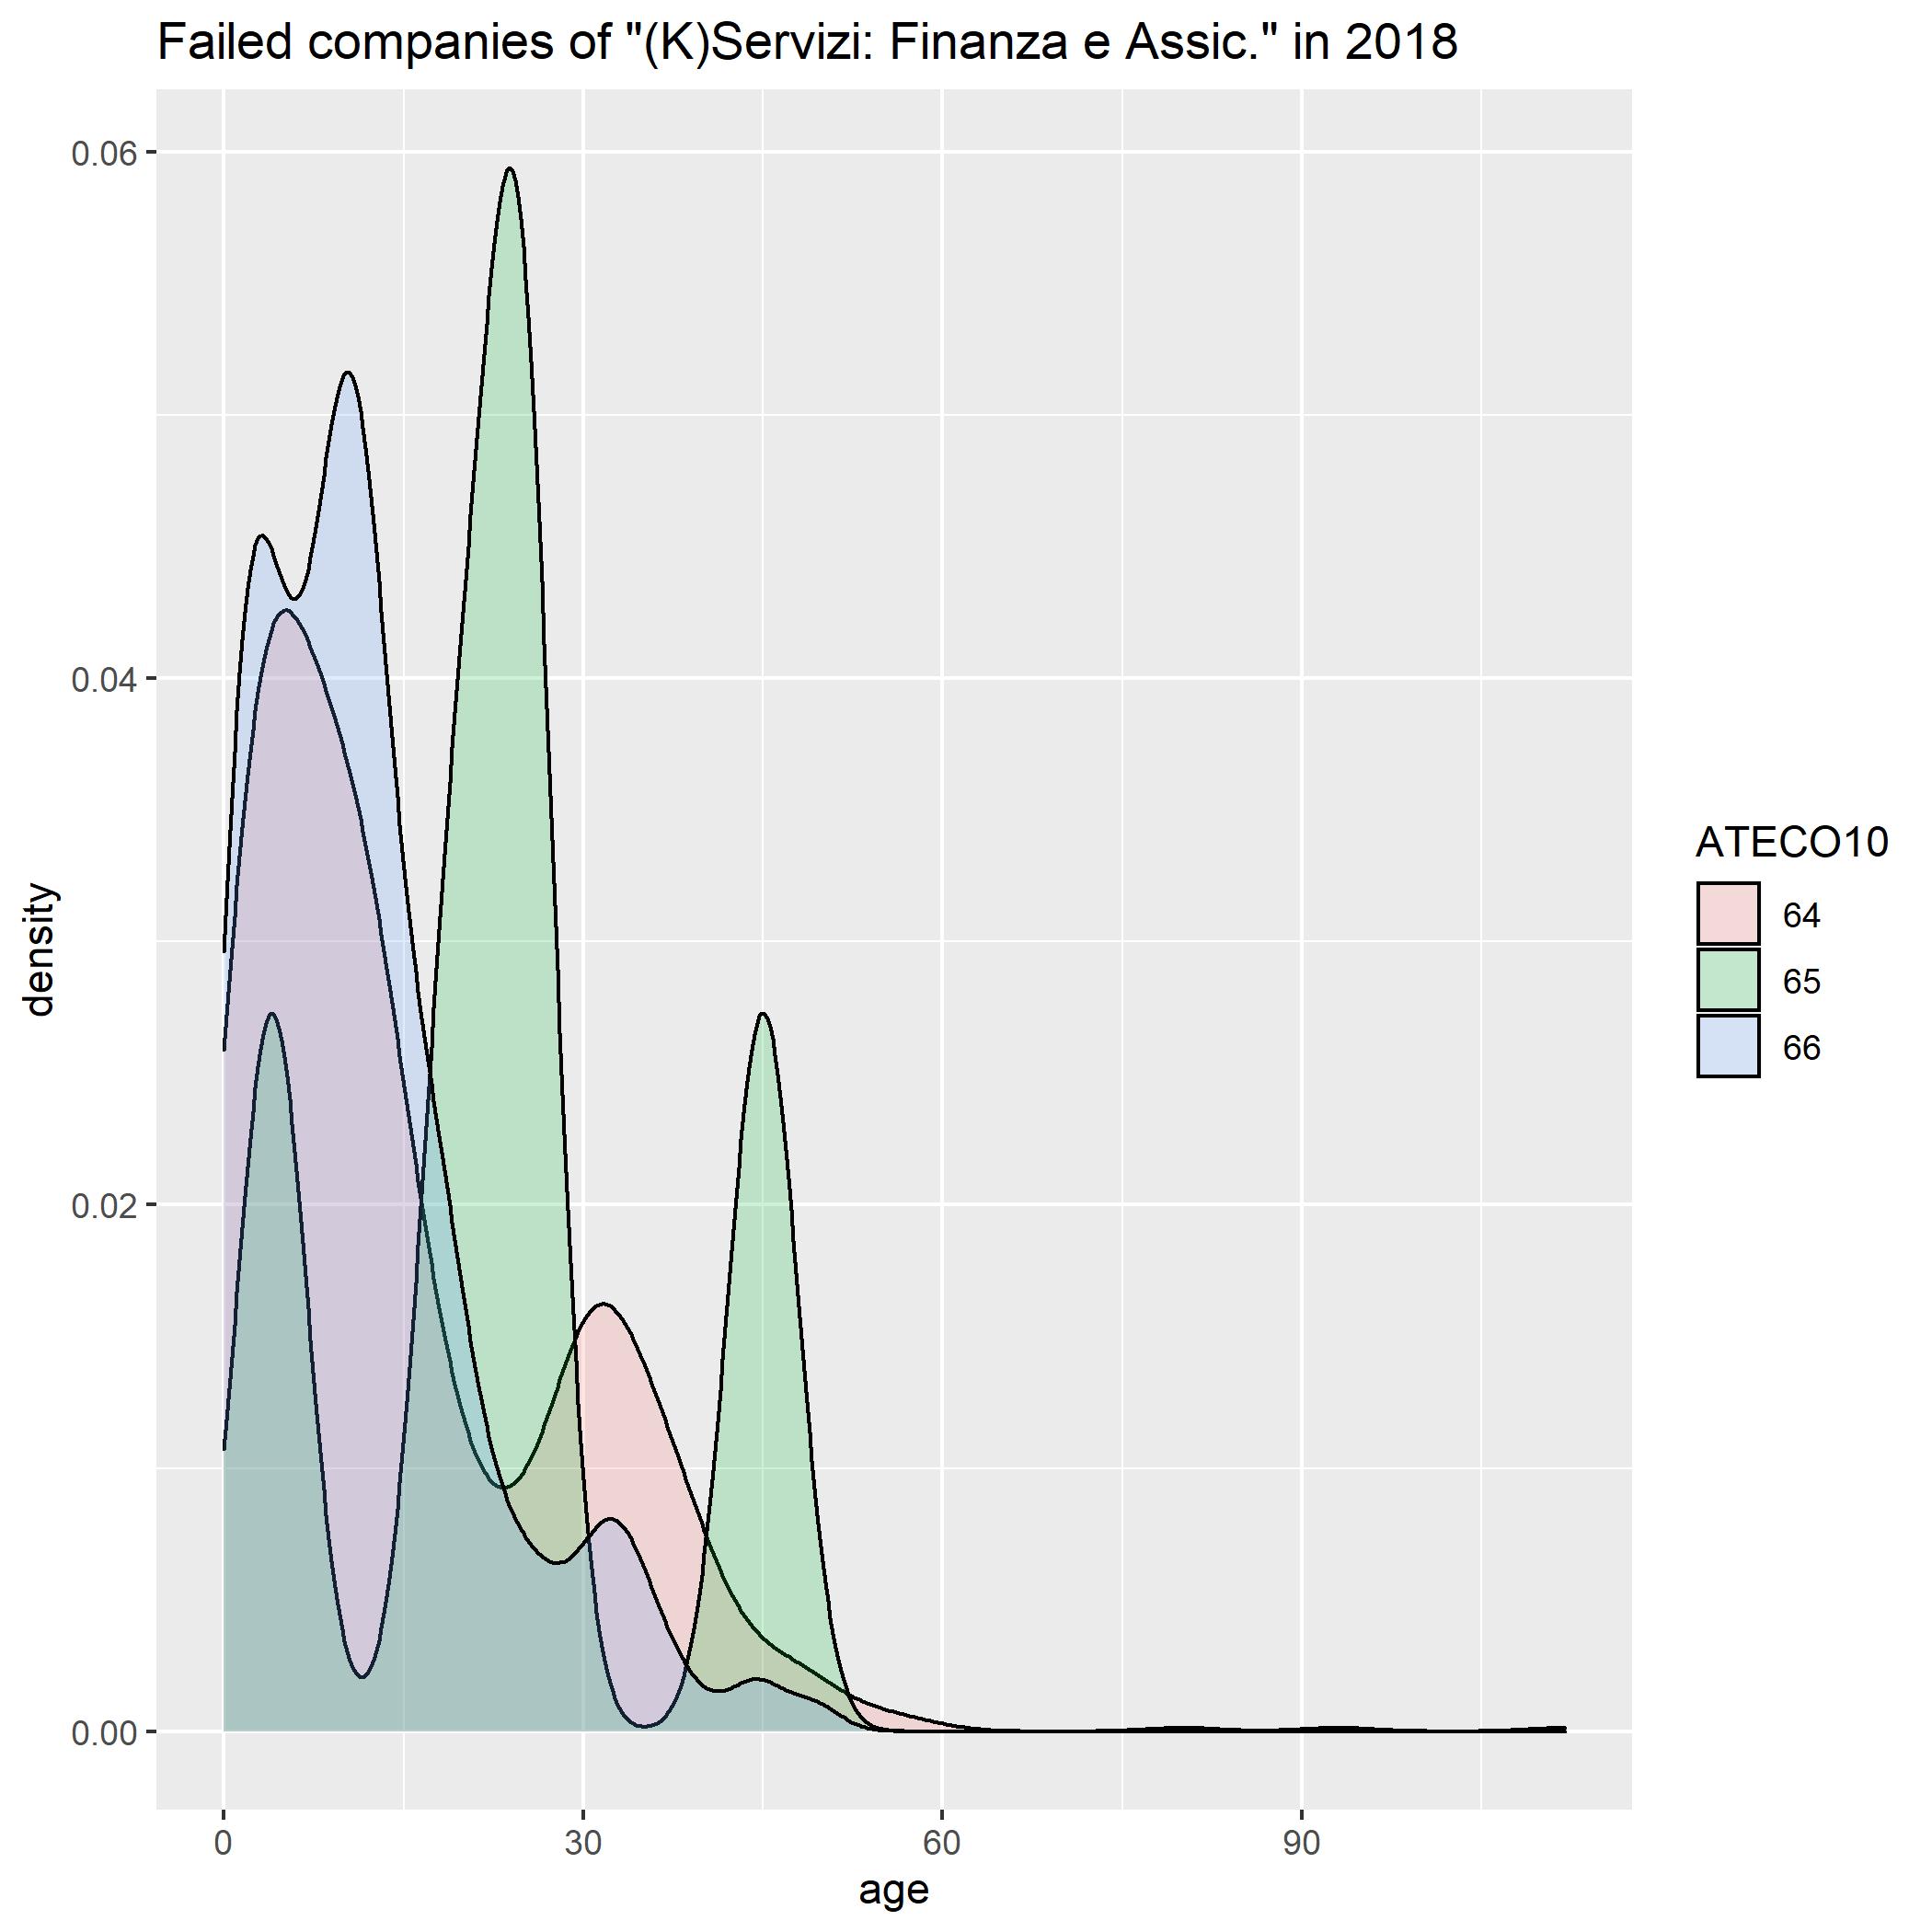 Failed companies of "(K)Servizi: Finanza e Assic." in 2018
0.06
0.04
0.02
0.00
density
0
30
60
90
age
ATECO10
64
65
66